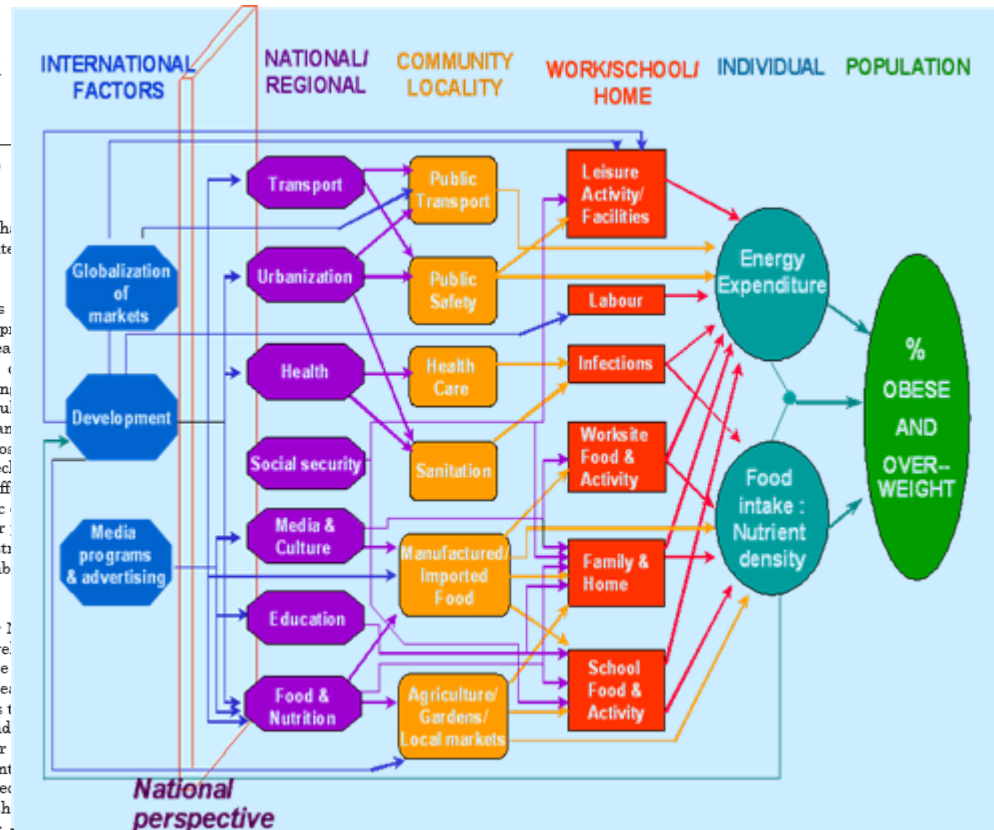 INTERNATIONAL
FACTORS
NATIONAL/
REGIONAL
COMMUNITY
LOCALITY
WORK/SCHOOL/
HOME
INDIVIDUAL
POPULATION
Globalization
of
markets
Development
Media
programs
& advertising
Transport
Urbanization
Health
Social security
Media &
Culture
Education
Food &
Nutrition
Public
Transport
Public
Safety
Health
Care
Sanitation
Manufactured/
Imported
Food
Agriculture/
Gardens/
Local markets
Leisure
Activity/
Facilities
Labour
Infections
Worksite
Food &
Activity
Family &
Home
School
Food &
Activity
Energy
Expenditure
Food
intake :
Nutrient
density
%
OBESE
AND
OVER--
WEIGHT
National
perspective